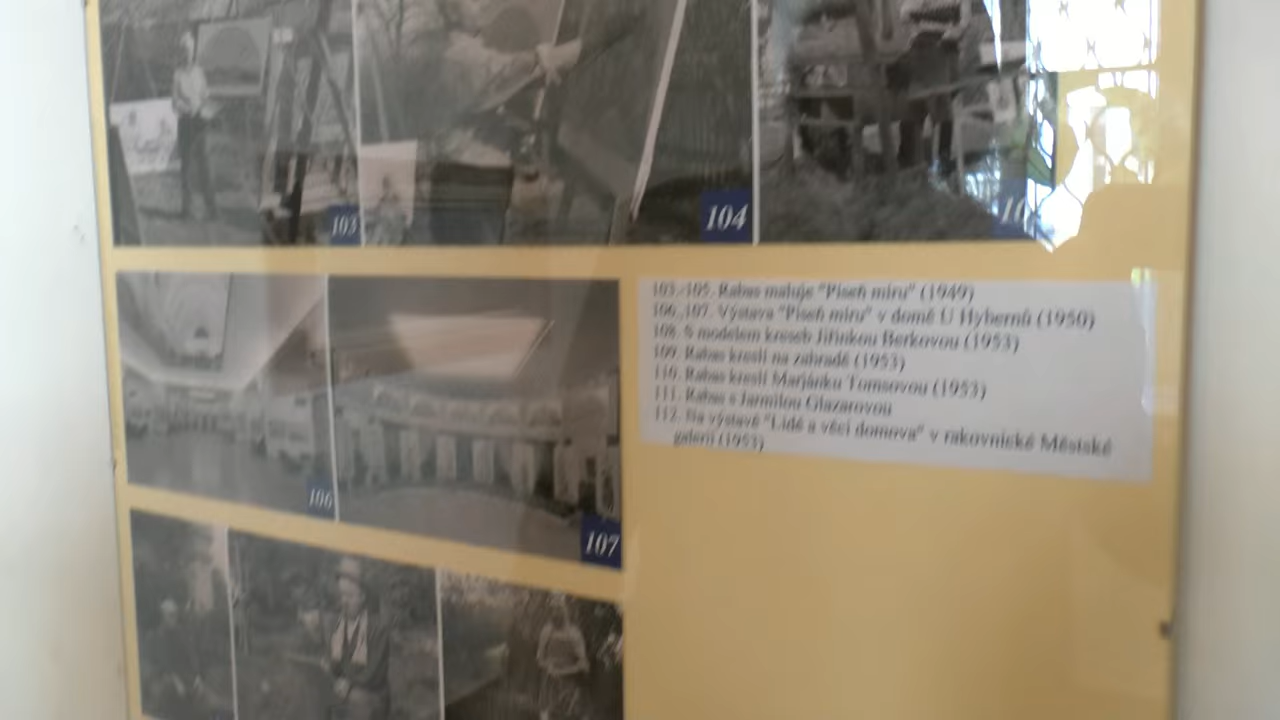 103
104
10
103.-105. Rabas maluje "Píseň míru" (1949)
106.,107. Výstava "Píseň míru" v domě U Hybernů (1950)
108. S modelem kreseb Jiřinkou Berkovou (1953)
109. Rabas kreslí na zahradě (1953)
110. Rabas kreslí Marjánku Tomsovou (1953)
111. Rabas s Jarmilou Glazarovou
112. Na výstavě "Lidé a věci domova" v rakovnické Městské
galerii (1953)
106
107